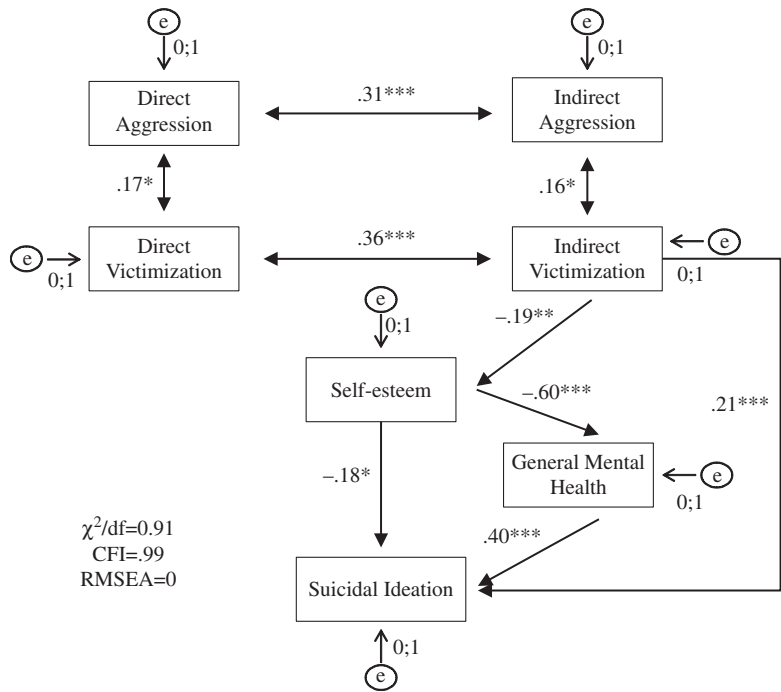 e
0;1
e
0;1
Direct
Aggression
.31***
Indirect
Aggression
.17*
.16*
e
0;1
Direct
Victimization
.36***
Indirect
Victimization
e
0;1
e
0;1
–.19**
Self-esteem
–.60***
.21***
–.18*
General Mental
Health
e
0;1
.40***
χ²/df=0.91
CFI=.99
RMSEA=0
Suicidal Ideation
0;1
e